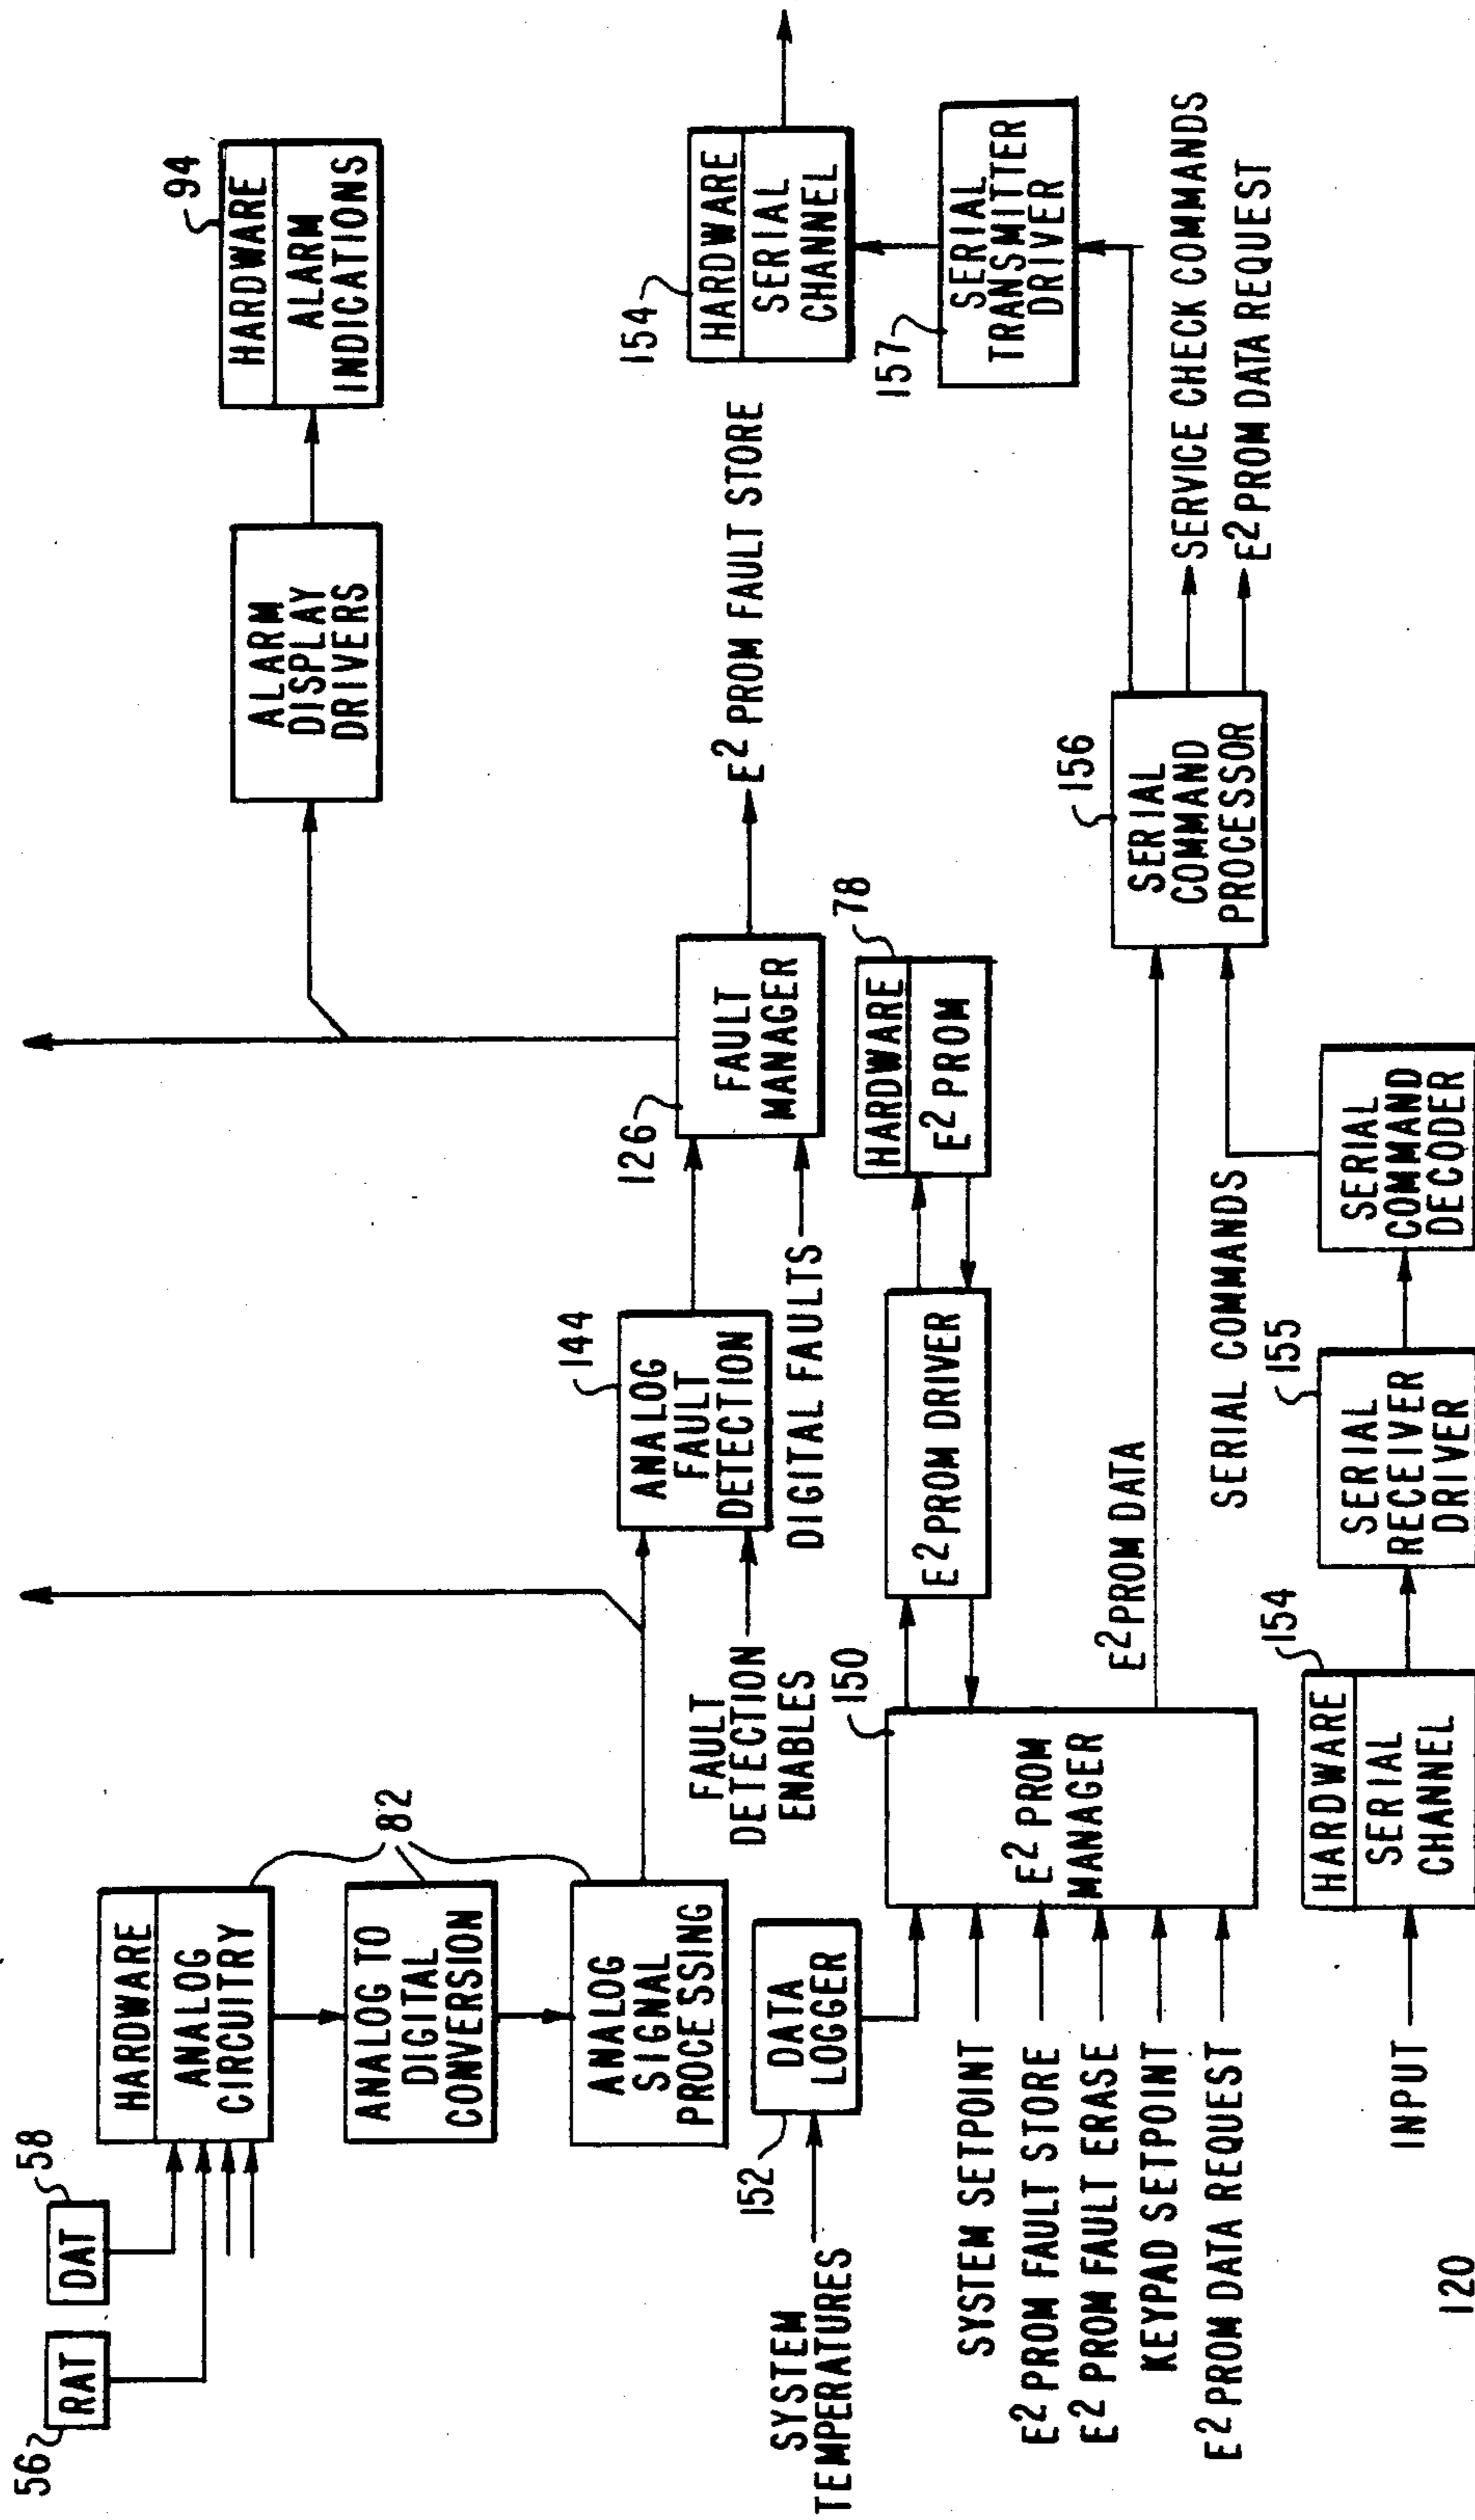 56
RAT
58
DAT
HARDWARE
ANALOG
CIRCUITRY
82
ANALOG TO
DIGITAL
CONVERSION
ANALOG
SIGNAL
PROCESSING
ALARM
DISPLAY
DRIVERS
94
HARDWARE
ALARM
INDICATIONS
FAULT
DETECTION
ENABLES
144
ANALOG
FAULT
DETECTION
DIGITAL FAULTS
126
FAULT
MANAGER
E2 PROM FAULT STORE
SYSTEM
TEMPERATURES
152
DATA
LOGGER
SYSTEM SETPOINT
E2 PROM FAULT STORE
E2 PROM FAULT ERASE
KEYPAD SETPOINT
E2 PROM DATA REQUEST
150
E2 PROM
MANAGER
E2 PROM DRIVER
78
HARDWARE
E2 PROM
E2 PROM DATA
156
SERIAL
COMMAND
PROCESSOR
SERVICE CHECK COMMANDS
E2 PROM DATA REQUEST
157
SERIAL
TRANSMITTER
DRIVER
154
HARDWARE
SERIAL
CHANNEL
120
INPUT
154
HARDWARE
SERIAL
CHANNEL
155
SERIAL
RECEIVER
DRIVER
SERIAL COMMANDS
SERIAL
COMMAND
DECODER